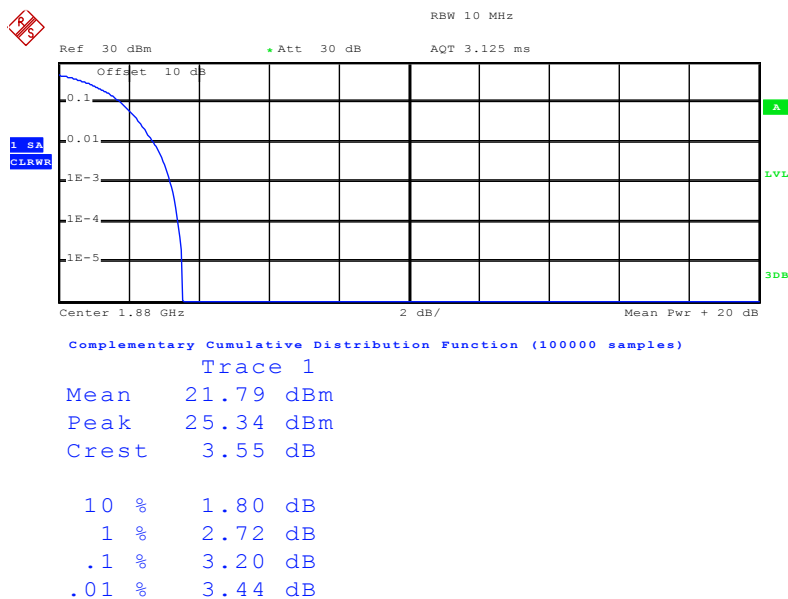 R&S
RBW 10 MHz
Ref 30 dBm * Att 30 dB AQT 3.125 ms
Offset 10 dB
0.1
A
0.01
1 SA
CLRWR
1E-3
LVL
1E-4
1E-5
3DB
Center 1.88 GHz 2 dB/ Mean Pwr + 20 dB
Complementary Cumulative Distribution Function (100000 samples)
Trace 1
Mean 21.79 dBm
Peak 25.34 dBm
Crest 3.55 dB
10 % 1.80 dB
1 % 2.72 dB
.1 % 3.20 dB
.01 % 3.44 dB